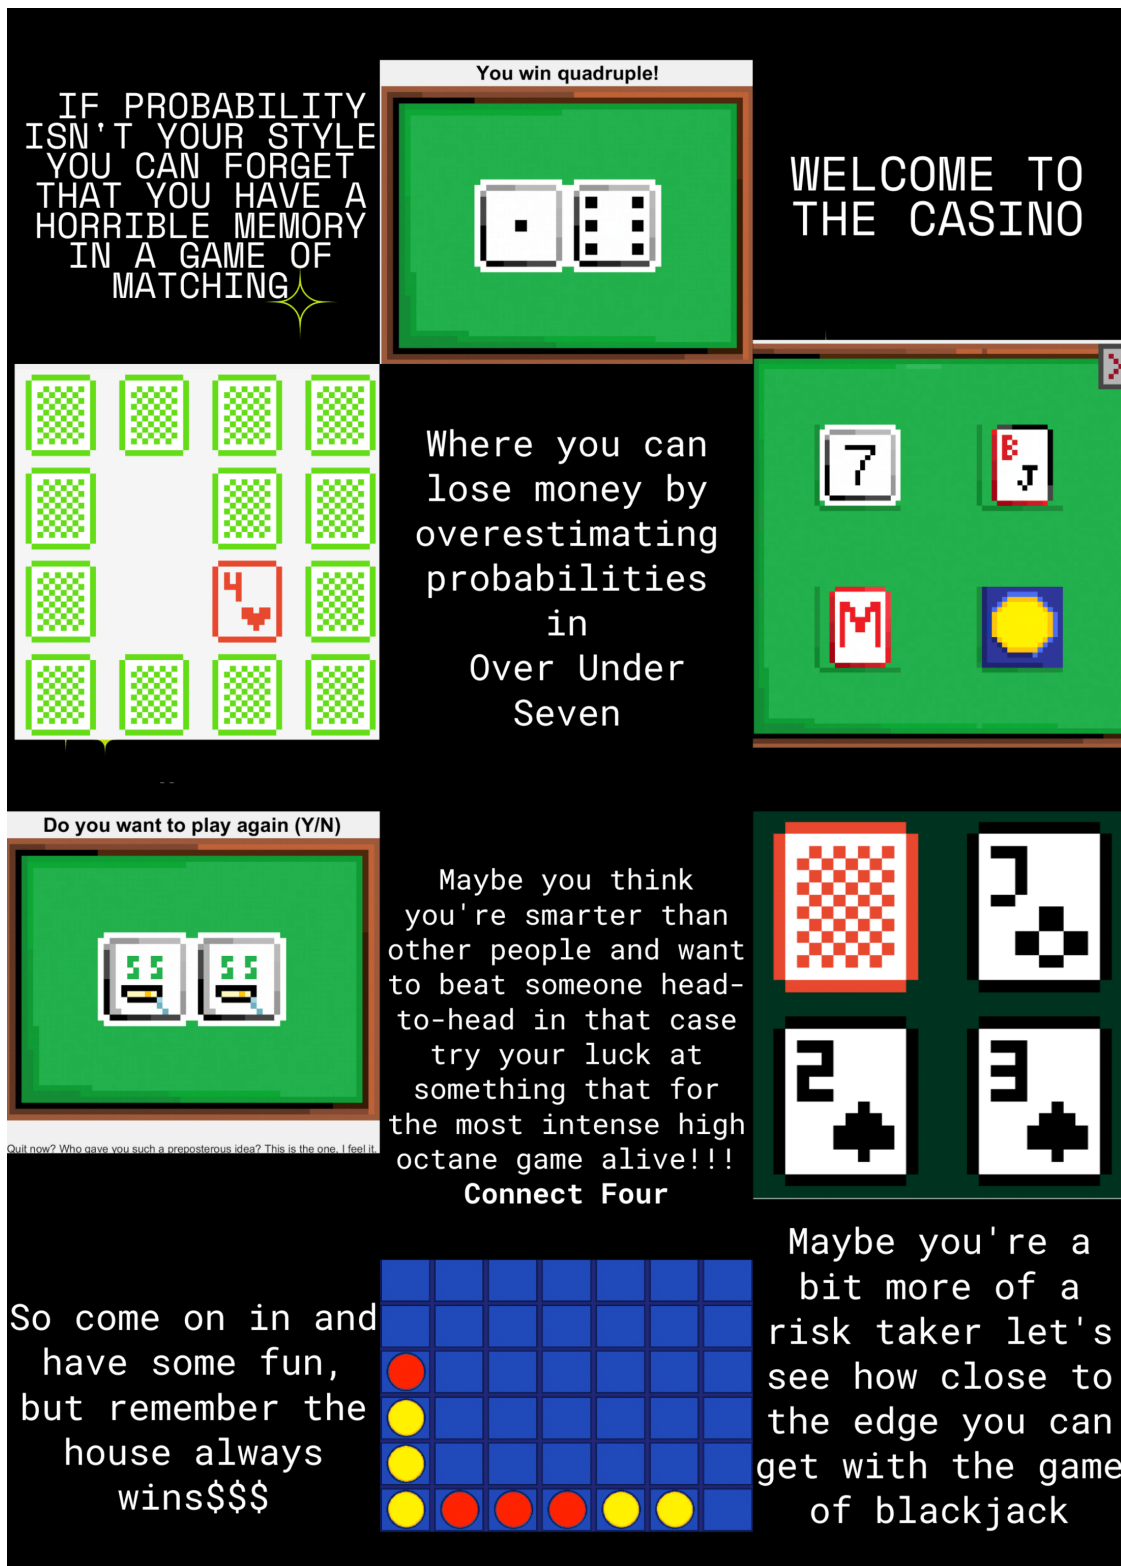 IF PROBABILITY
ISN'T YOUR STYLE
YOU CAN FORGET
THAT YOU HAVE A
HORRIBLE MEMORY
IN A GAME OF
MATCHING
You win quadruple!
WELCOME TO
THE CASINO
4
Where you can
lose money by
overestimating
probabilities
in
Over Under
Seven
7
B
J
M
Do you want to play again (Y/N)
$ $
$ $
Quit now? Who gave you such a preposterous idea? This is the one, I feel it.
Maybe you think
you're smarter than
other people and want
to beat someone head-
to-head in that case
try your luck at
something that for
the most intense high
octane game alive!!!
Connect Four
J
2
3
Maybe you're a
bit more of a
risk taker let's
see how close to
the edge you can
get with the game
of blackjack
So come on in and
have some fun,
but remember the
house always
wins$$$